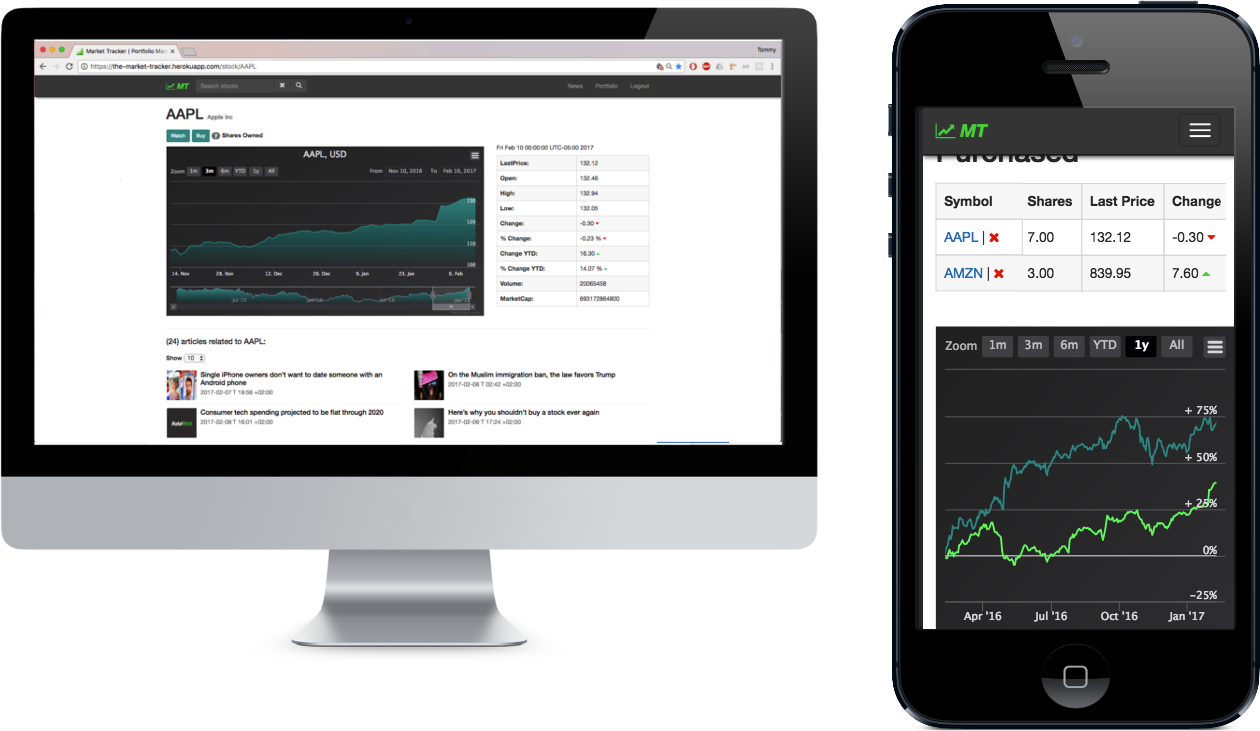 Market Tracker | Portfolio Mak
Tommy
https://the-market-tracker.herokuapp.com/stock/AAPL
MT Search stocks News Portfolio Logout
AAPL Apple Inc
Watch Buy 7 Shares Owned
AAPL, USD
Zoom 1m 3m 6m YTD 1y All From Nov 10, 2016 To Feb 10, 2017
130
120
110
100
14. Nov 28. Nov 12. Dec 26. Dec 9. Jan 23. Jan 6. Feb
Jul '15 Jan '16 Jul '16 Jan '17
Fri Feb 10 00:00:00 UTC-05:00 2017
LastPrice: 132.12
Open: 132.46
High: 132.94
Low: 132.05
Change: -0.30
% Change: -0.23 %
Change YTD: 16.30
% Change YTD: 14.07 %
Volume: 20065458
MarketCap: 693172864800
(24) articles related to AAPL:
Show 10
Single iPhone owners don't want to date someone with an
Android phone
2017-02-07 T 19:58 +02:00
On the Muslim immigration ban, the law favors Trump
2017-02-08 T 02:42 +02:00
Consumer tech spending projected to be flat through 2020
2017-02-08 T 16:01 +02:00
Here's why you shouldn't buy a stock ever again
2017-02-09 T 17:24 +02:00
MT
Purchased
Symbol Shares Last Price Change
AAPL | 7.00 132.12 -0.30
AMZN | 3.00 839.95 7.60
Zoom 1m 3m 6m YTD 1y All
+ 75%
+ 50%
+ 25%
0%
-25%
Apr '16 Jul '16 Oct '16 Jan '17